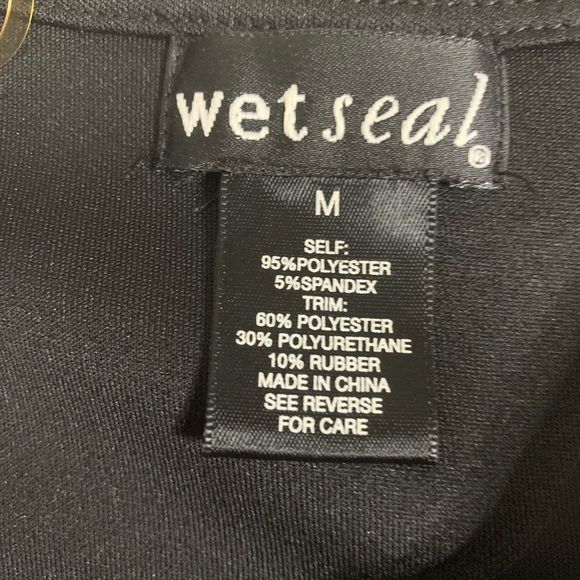 wet seal®
M
SELF:
95%POLYESTER
5%SPANDEX
TRIM:
60% POLYESTER
30% POLYURETHANE
10% RUBBER
MADE IN CHINA
SEE REVERSE
FOR CARE